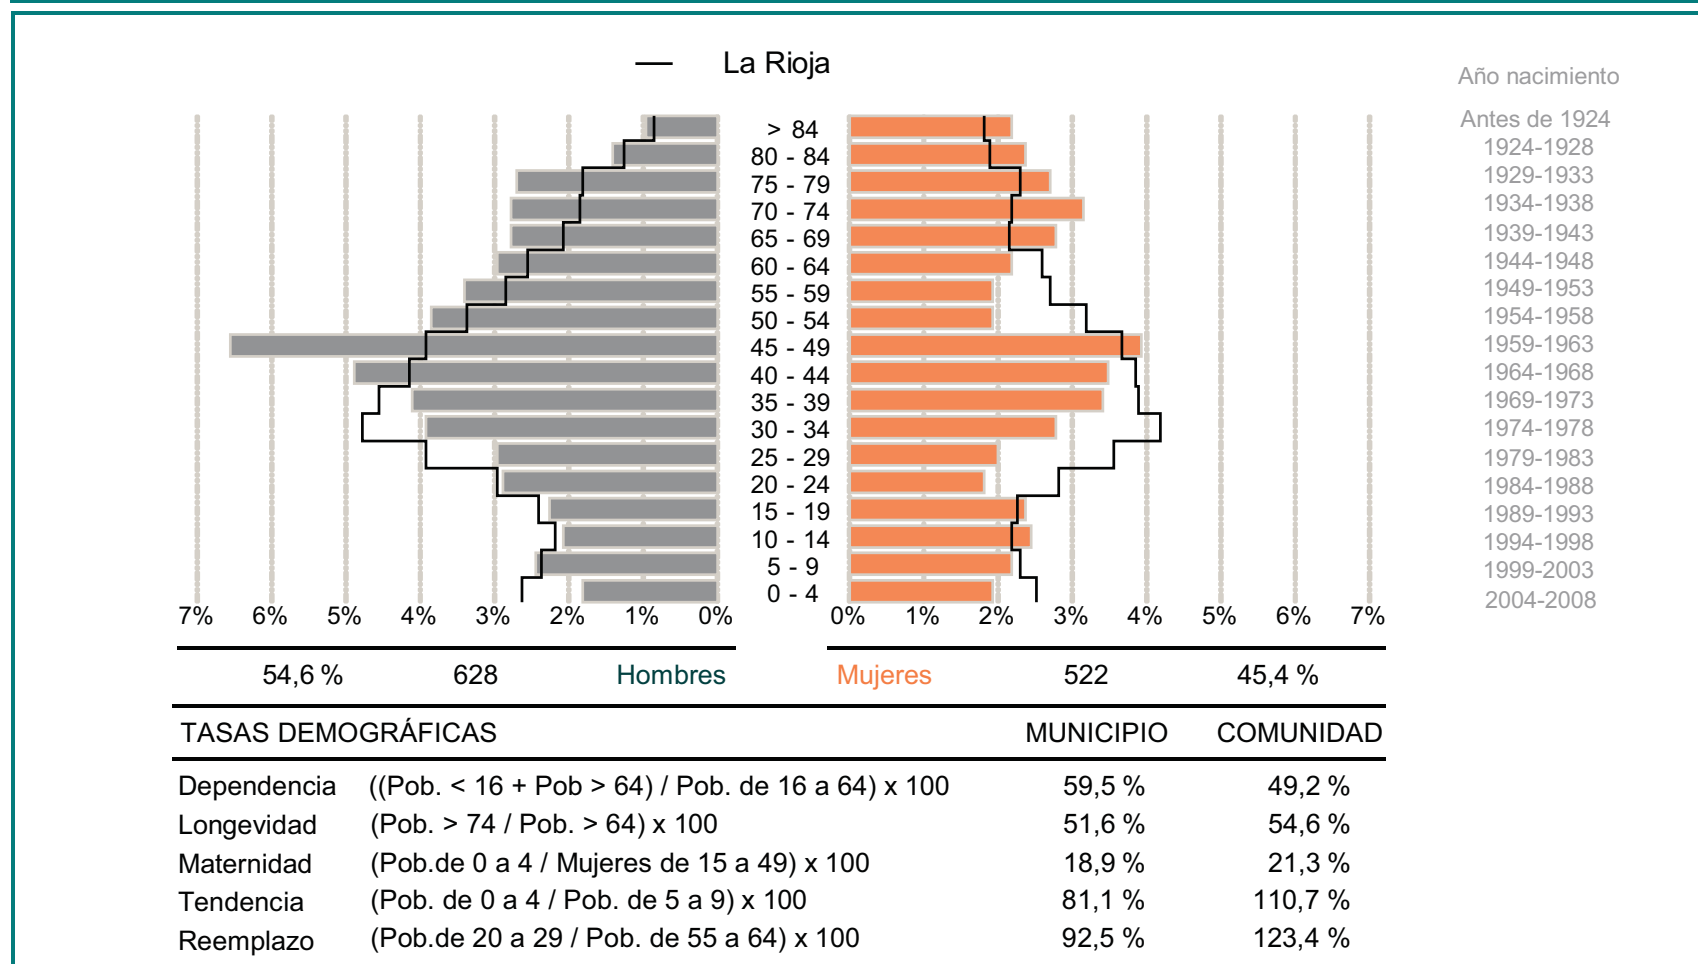 La Rioja
Año nacimiento
> 84 Antes de 1924
80 - 84 1924-1928
75 - 79 1929-1933
70 - 74 1934-1938
65 - 69 1939-1943
60 - 64 1944-1948
55 - 59 1949-1953
50 - 54 1954-1958
45 - 49 1959-1963
40 - 44 1964-1968
35 - 39 1969-1973
30 - 34 1974-1978
25 - 29 1979-1983
20 - 24 1984-1988
15 - 19 1989-1993
10 - 14 1994-1998
5 - 9 1999-2003
0 - 4 2004-2008
7% 6% 5% 4% 3% 2% 1% 0% 0% 1% 2% 3% 4% 5% 6% 7%
54,6 % 628 Hombres Mujeres 522 45,4 %
TASAS DEMOGRÁFICAS MUNICIPIO COMUNIDAD
Dependencia ((Pob. < 16 + Pob > 64) / Pob. de 16 a 64) x 100 59,5 % 49,2 %
Longevidad (Pob. > 74 / Pob. > 64) x 100 51,6 % 54,6 %
Maternidad (Pob.de 0 a 4 / Mujeres de 15 a 49) x 100 18,9 % 21,3 %
Tendencia (Pob. de 0 a 4 / Pob. de 5 a 9) x 100 81,1 % 110,7 %
Reemplazo (Pob.de 20 a 29 / Pob. de 55 a 64) x 100 92,5 % 123,4 %